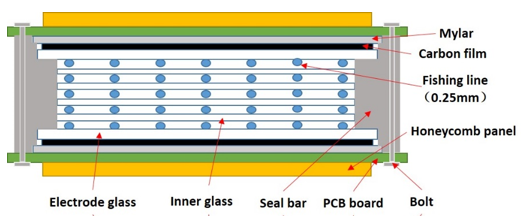 Mylar
Carbon film
Fishing line
（0.25mm）
Honeycomb panel
Electrode glass
Inner glass
Seal bar
PCB board
Bolt